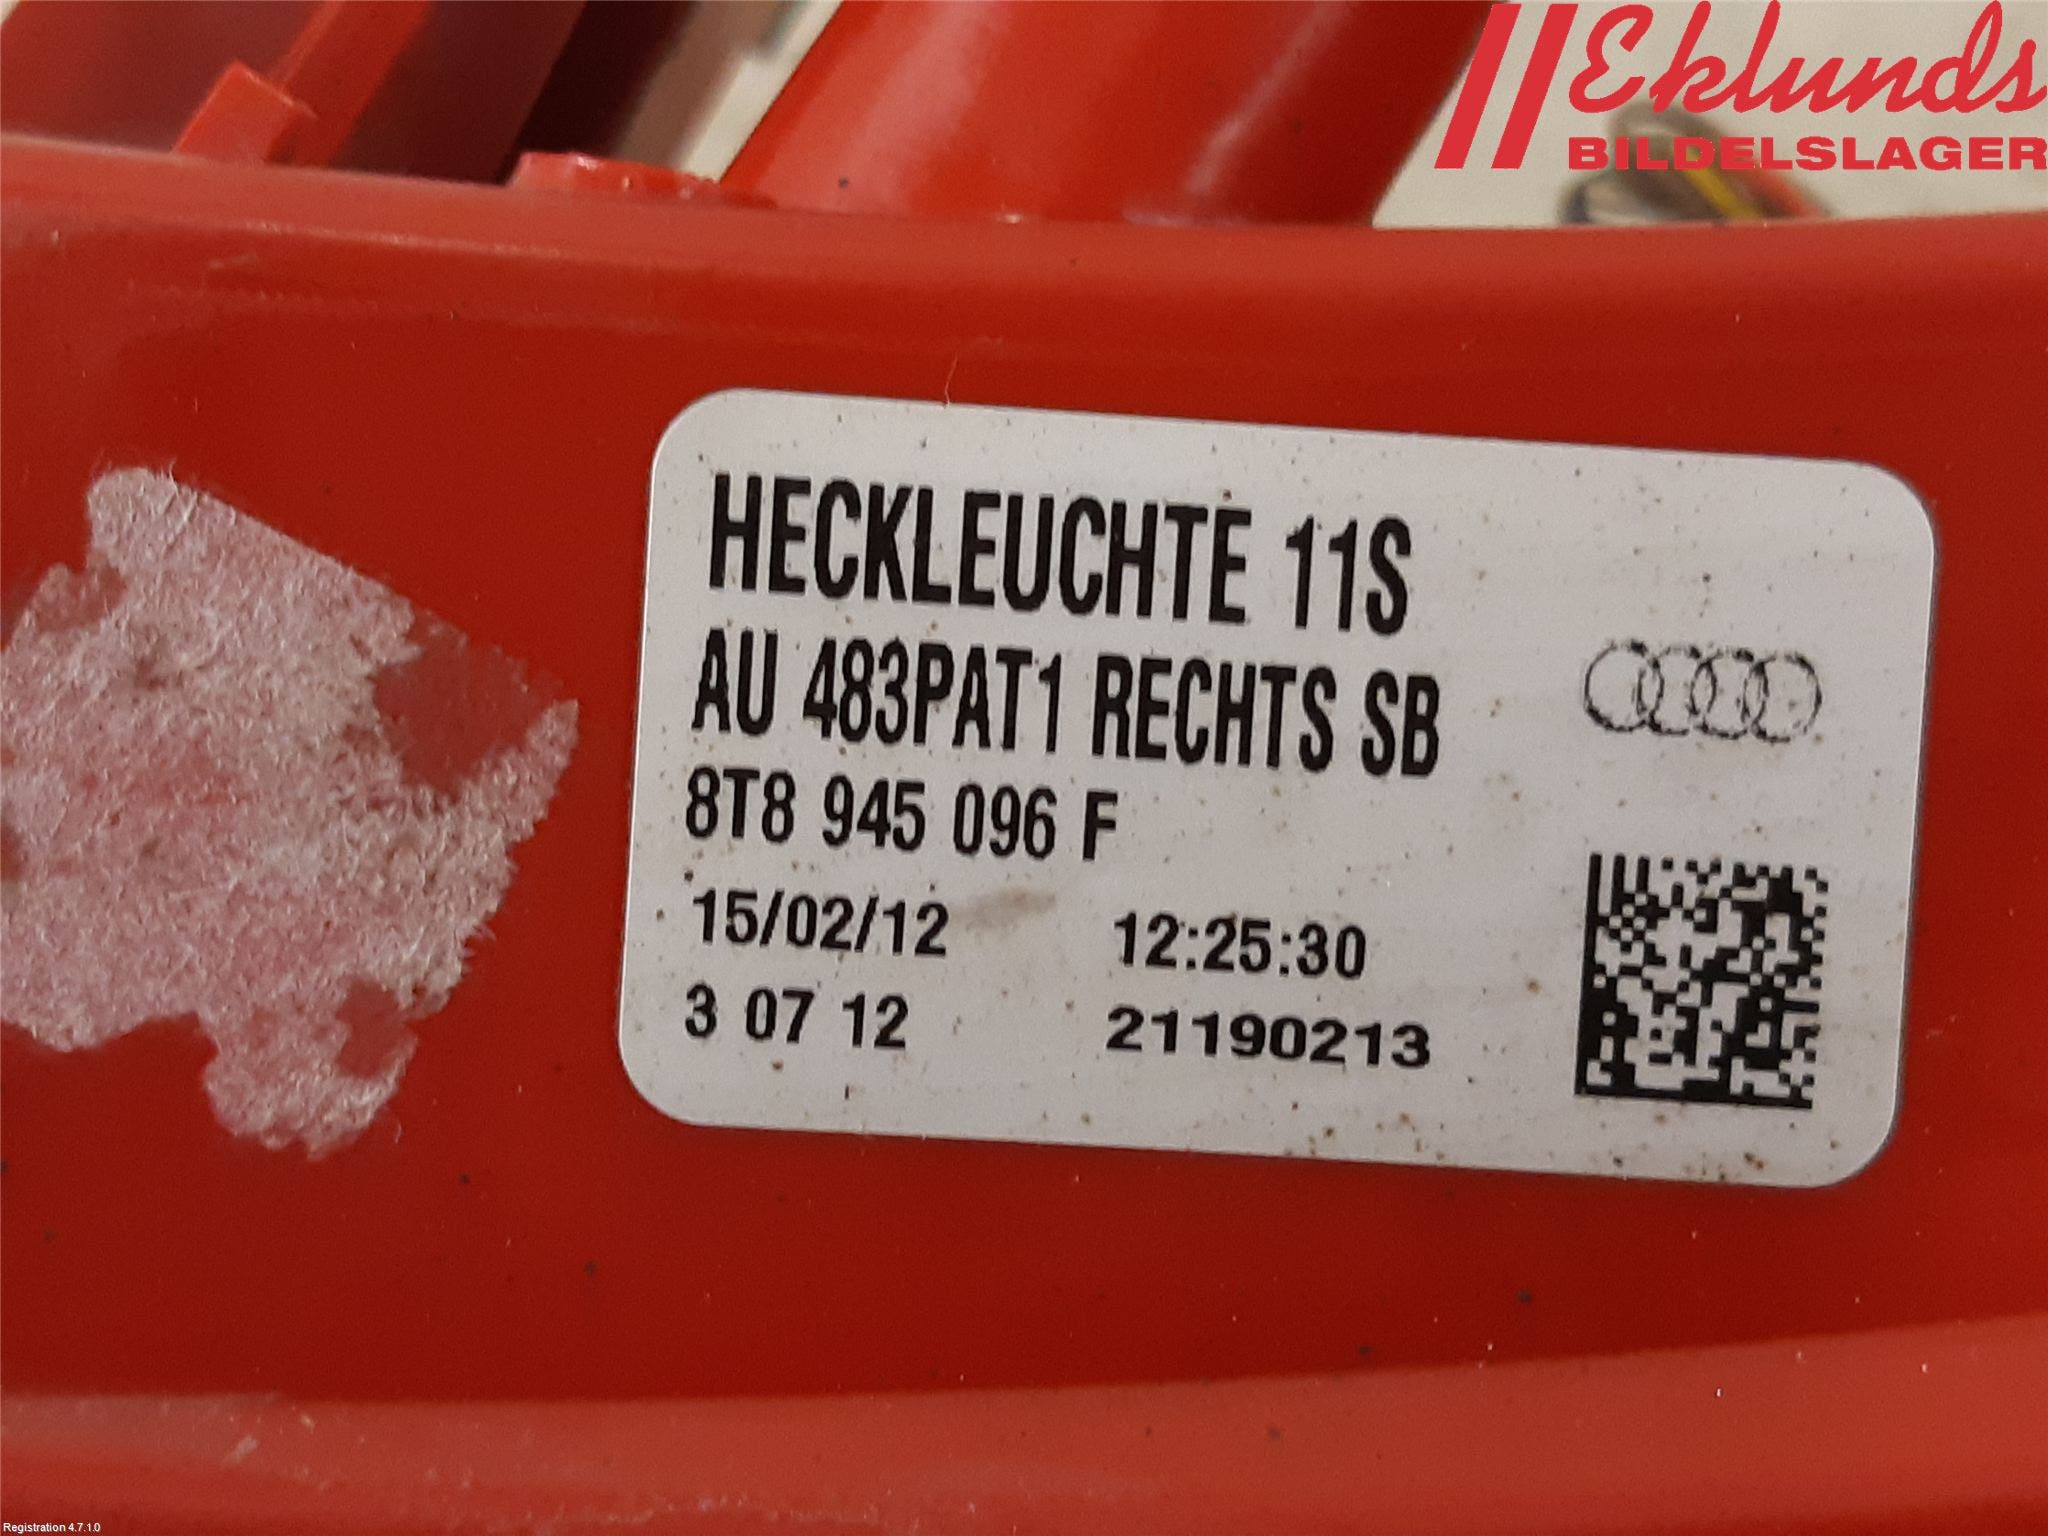 Eklunds
BILDELSLAGER
HECKLEUCHTE 11S
AU 483PAT1 RECHTS SB
8T8 945 096 F
15/02/12 12:25:30
3 07 12 21190213
Registration 4.7.1.0